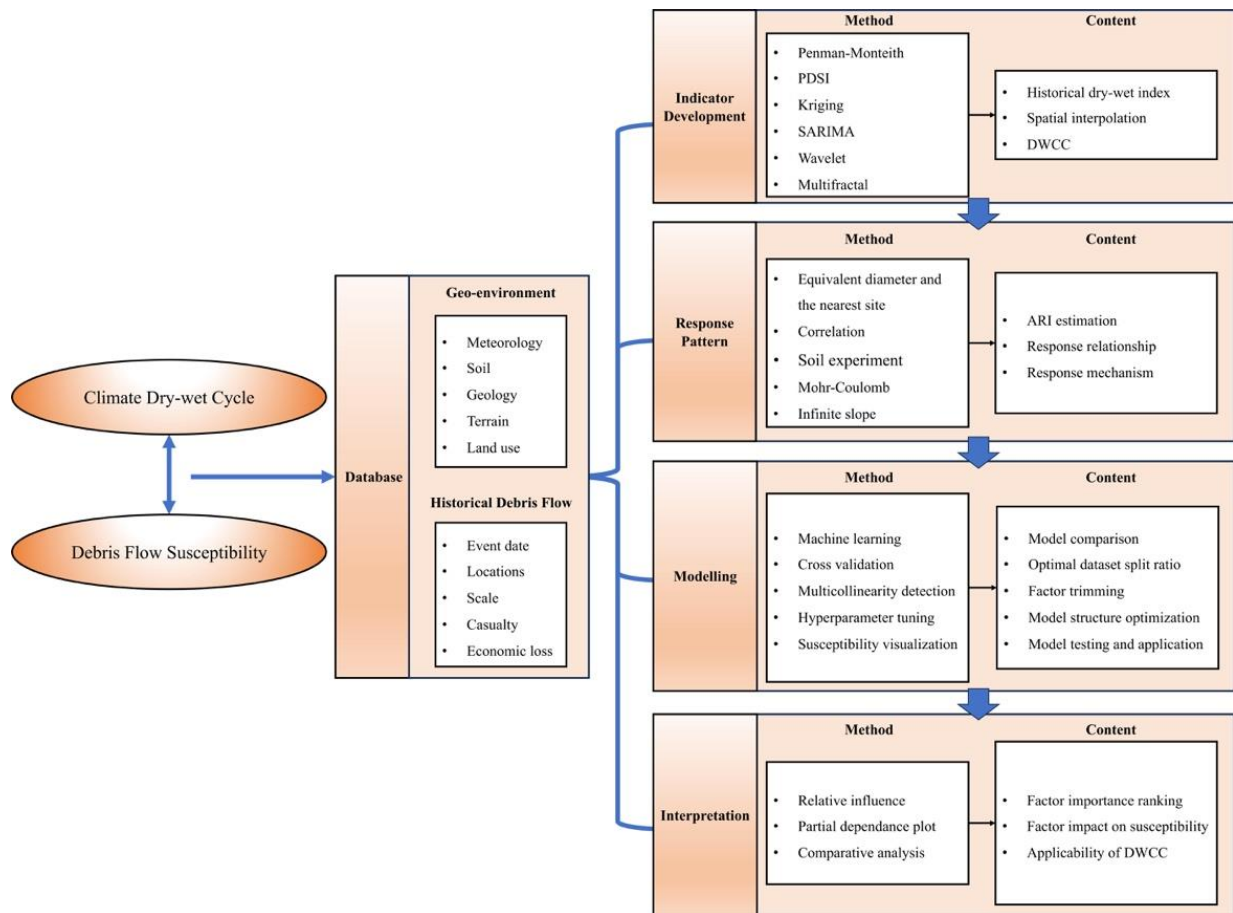 Climate Dry-wet Cycle
Debris Flow Susceptibility
Database
Geo-environment
• Meteorology
• Soil
• Geology
• Terrain
• Land use
Historical Debris Flow
• Event date
• Locations
• Scale
• Casualty
• Economic loss
Indicator
Development
Method
• Penman-Monteith
• PDSI
• Kriging
• SARIMA
• Wavelet
• Multifractal
Content
• Historical dry-wet index
• Spatial interpolation
• DWCC
Response
Pattern
Method
• Equivalent diameter and
the nearest site
• Correlation
• Soil experiment
• Mohr-Coulomb
• Infinite slope
Content
• ARI estimation
• Response relationship
• Response mechanism
Modelling
Method
• Machine learning
• Cross validation
• Multicollinearity detection
• Hyperparameter tuning
• Susceptibility visualization
Content
• Model comparison
• Optimal dataset split ratio
• Factor trimming
• Model structure optimization
• Model testing and application
Interpretation
Method
• Relative influence
• Partial dependance plot
• Comparative analysis
Content
• Factor importance ranking
• Factor impact on susceptibility
• Applicability of DWCC